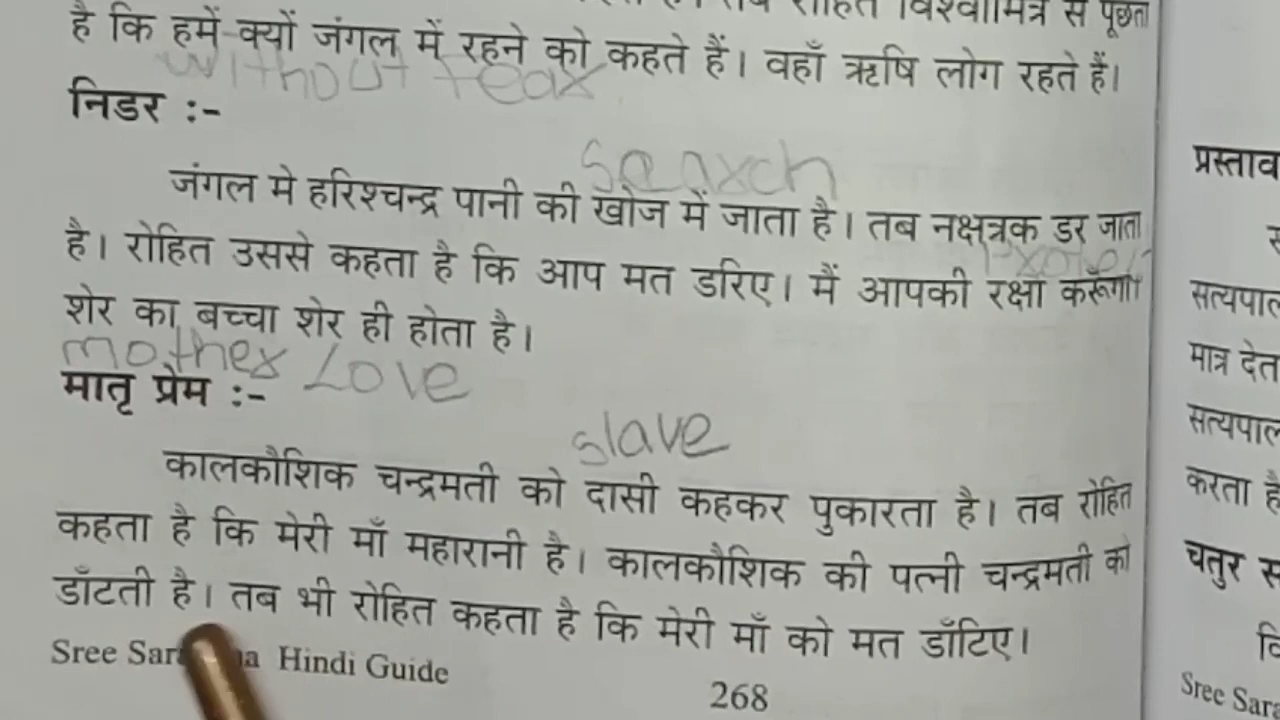 रोहित विश्वामित्र से पूछता
है कि हमें क्यों जंगल में रहने को कहते हैं। वहाँ ऋषि लोग रहते हैं।
without fear
निडर :-
search
जंगल मे हरिश्चन्द्र पानी की खोज में जाता है। तब नक्षत्रक डर जाता
है। रोहित उससे कहता है कि आप मत डरिए। मैं आपकी रक्षा करूँगा।
शेर का बच्चा शेर ही होता है।
mother Love
मातृ प्रेम :-
slave
कालकौशिक चन्द्रमती को दासी कहकर पुकारता है। तब रोहित
कहता है कि मेरी माँ महारानी है। कालकौशिक की पत्नी चन्द्रमती को
डाँटती है। तब भी रोहित कहता है कि मेरी माँ को मत डाँटिए।
Hindi Guide
268
प्रस्ताव
सत्यपाल
मात्र देत
सत्यपाल
करता है
चतुर स
Sree Sara